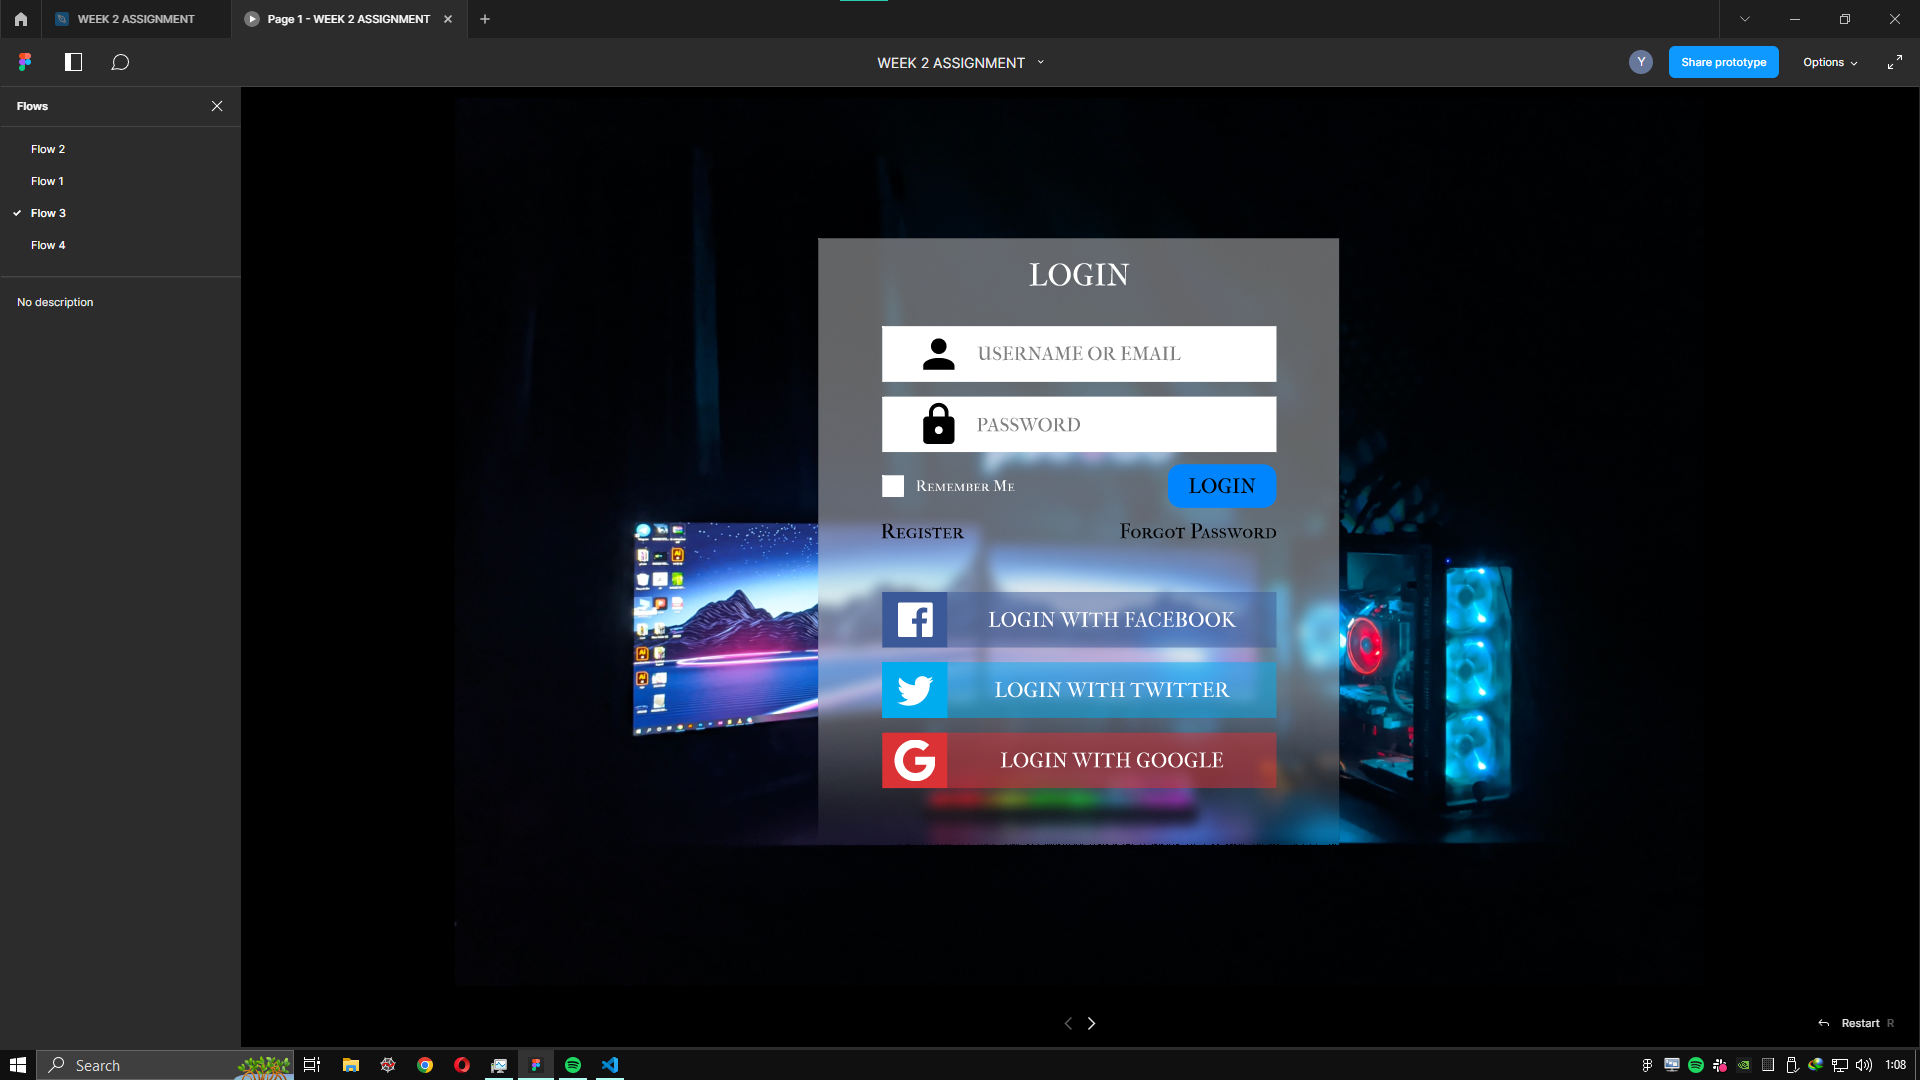 WEEK 2 ASSIGNMENT
Page 1 - WEEK 2 ASSIGNMENT
WEEK 2 ASSIGNMENT
Y
Share prototype
Options
Flows
Flow 2
Flow 1
Flow 3
Flow 4
No description
LOGIN
USERNAME OR EMAIL
PASSWORD
Remember Me
LOGIN
Register
Forgot Password
LOGIN WITH FACEBOOK
LOGIN WITH TWITTER
LOGIN WITH GOOGLE
Restart R
Search
1:08